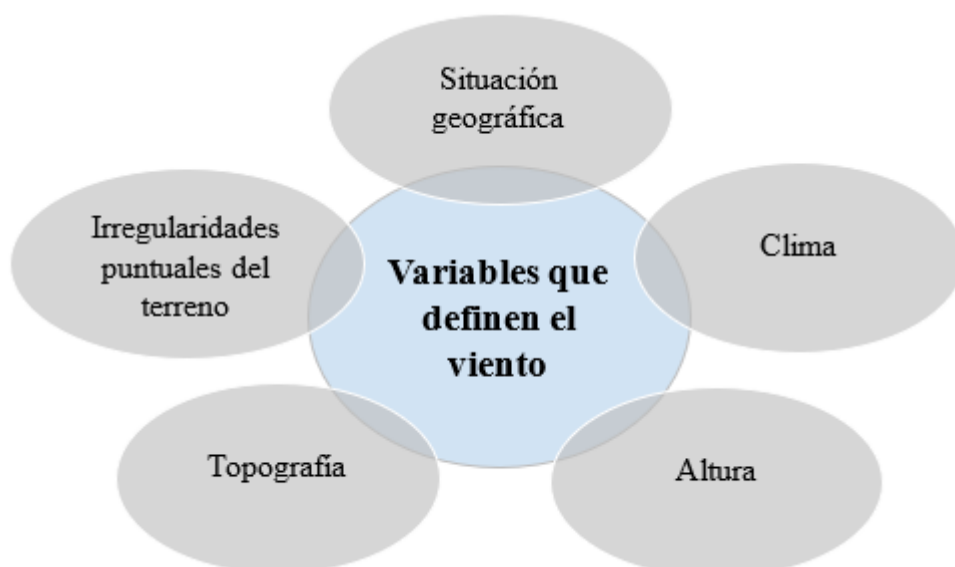 Situación
geográfica
Irregularidades
puntuales del
terreno
Clima
Variables que
definen el
viento
Topografía
Altura